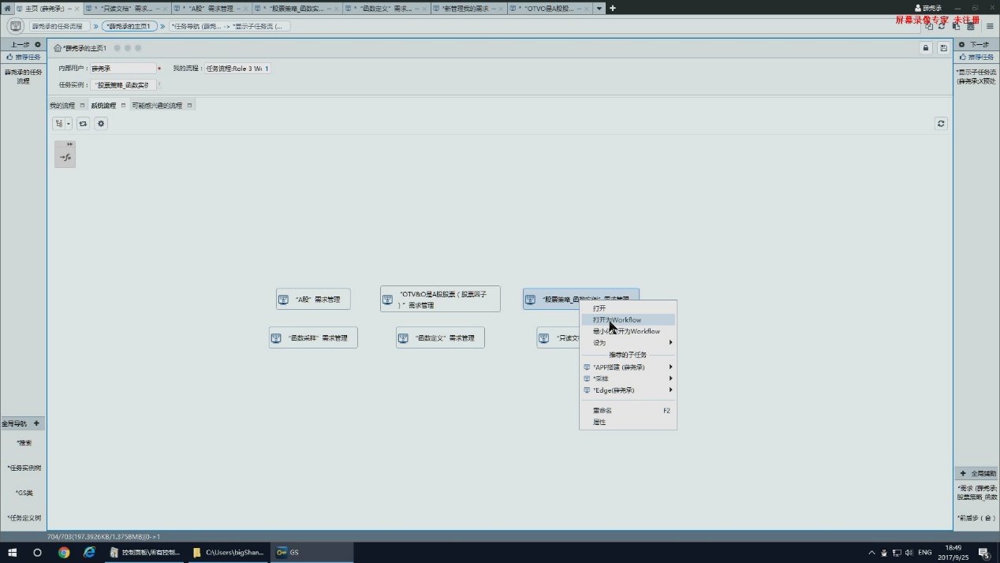 主页 (薛尧承;)
* "只读文档" 需求...
* "A股" 需求管理
* "股票策略_函数实...
* "函数定义" 需求...
*新管理我的需求
* "OTVO是A股股...
薛尧承
屏幕录像专家 未注册
薛尧承的任务流程
*薛尧承的主页1
*任务导航 (薛尧... -> *显示子任务流 (...
上一步
推荐任务
薛尧承的任务
流程
*薛尧承的主页1
下一步
推荐任务
*显示子任务流
(薛尧承;X预处
内部用户：
薛尧承
*
我的流程：
任务流程:Role 3 Wi 1
任务实例：
"股票策略_函数实例
我的流程
系统流程
可能感兴趣的流程
"A股" 需求管理
"OTV&O是A股股票（股票因子
）" 需求管理
"股票策略_函数实例" 需求管理
"函数采样" 需求管理
"函数定义" 需求管理
"只读文
打开
打开为Workflow
最小化打开为Workflow
设为
推荐的子任务
*APP搭建 (薛尧承)
*采样
*Edge(薛尧承)
重命名 F2
属性
全局导航
*搜索
*任务实例树
*GS类
*任务定义树
全局辅助
*需求 (薛尧承;
股票策略_函数
*前后步（台）
704/703(197.3926KB/1.3758MB)|0->1
控制面板\所有控制...
C:\Users\bigShan...
GS
ENG
18:49
2017/9/25
5